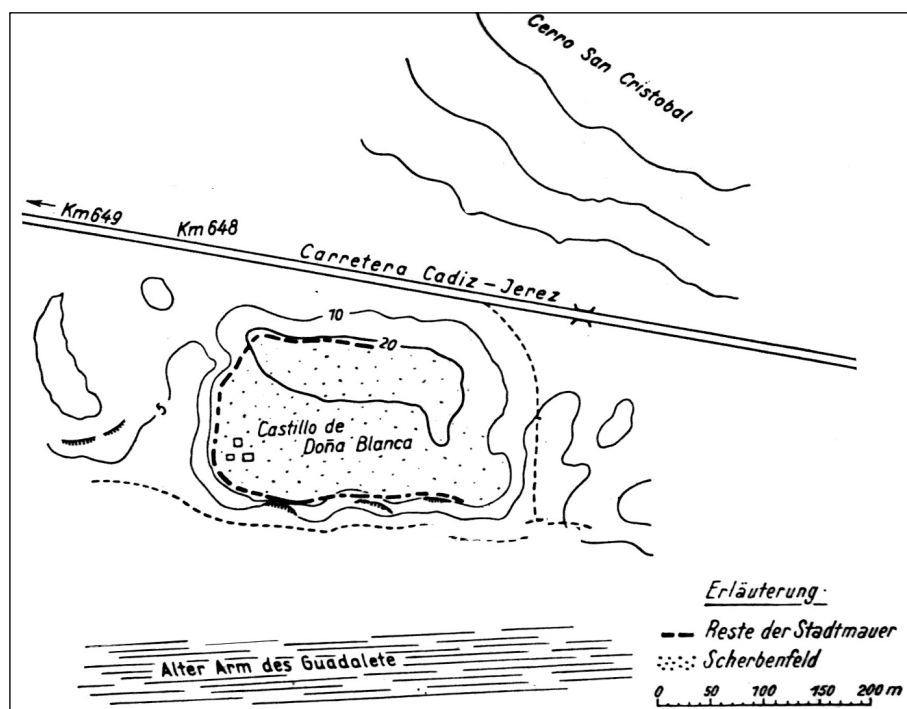 Cerro San Cristobal
Km 649
Km 648
Carretera Cadiz-Jerez
10
20
5
Castillo de
Doña Blanca
Erläuterung:
Reste der Stadtmauer
Scherbenfeld
Alter Arm des Guadalete
0 50 100 150 200 m